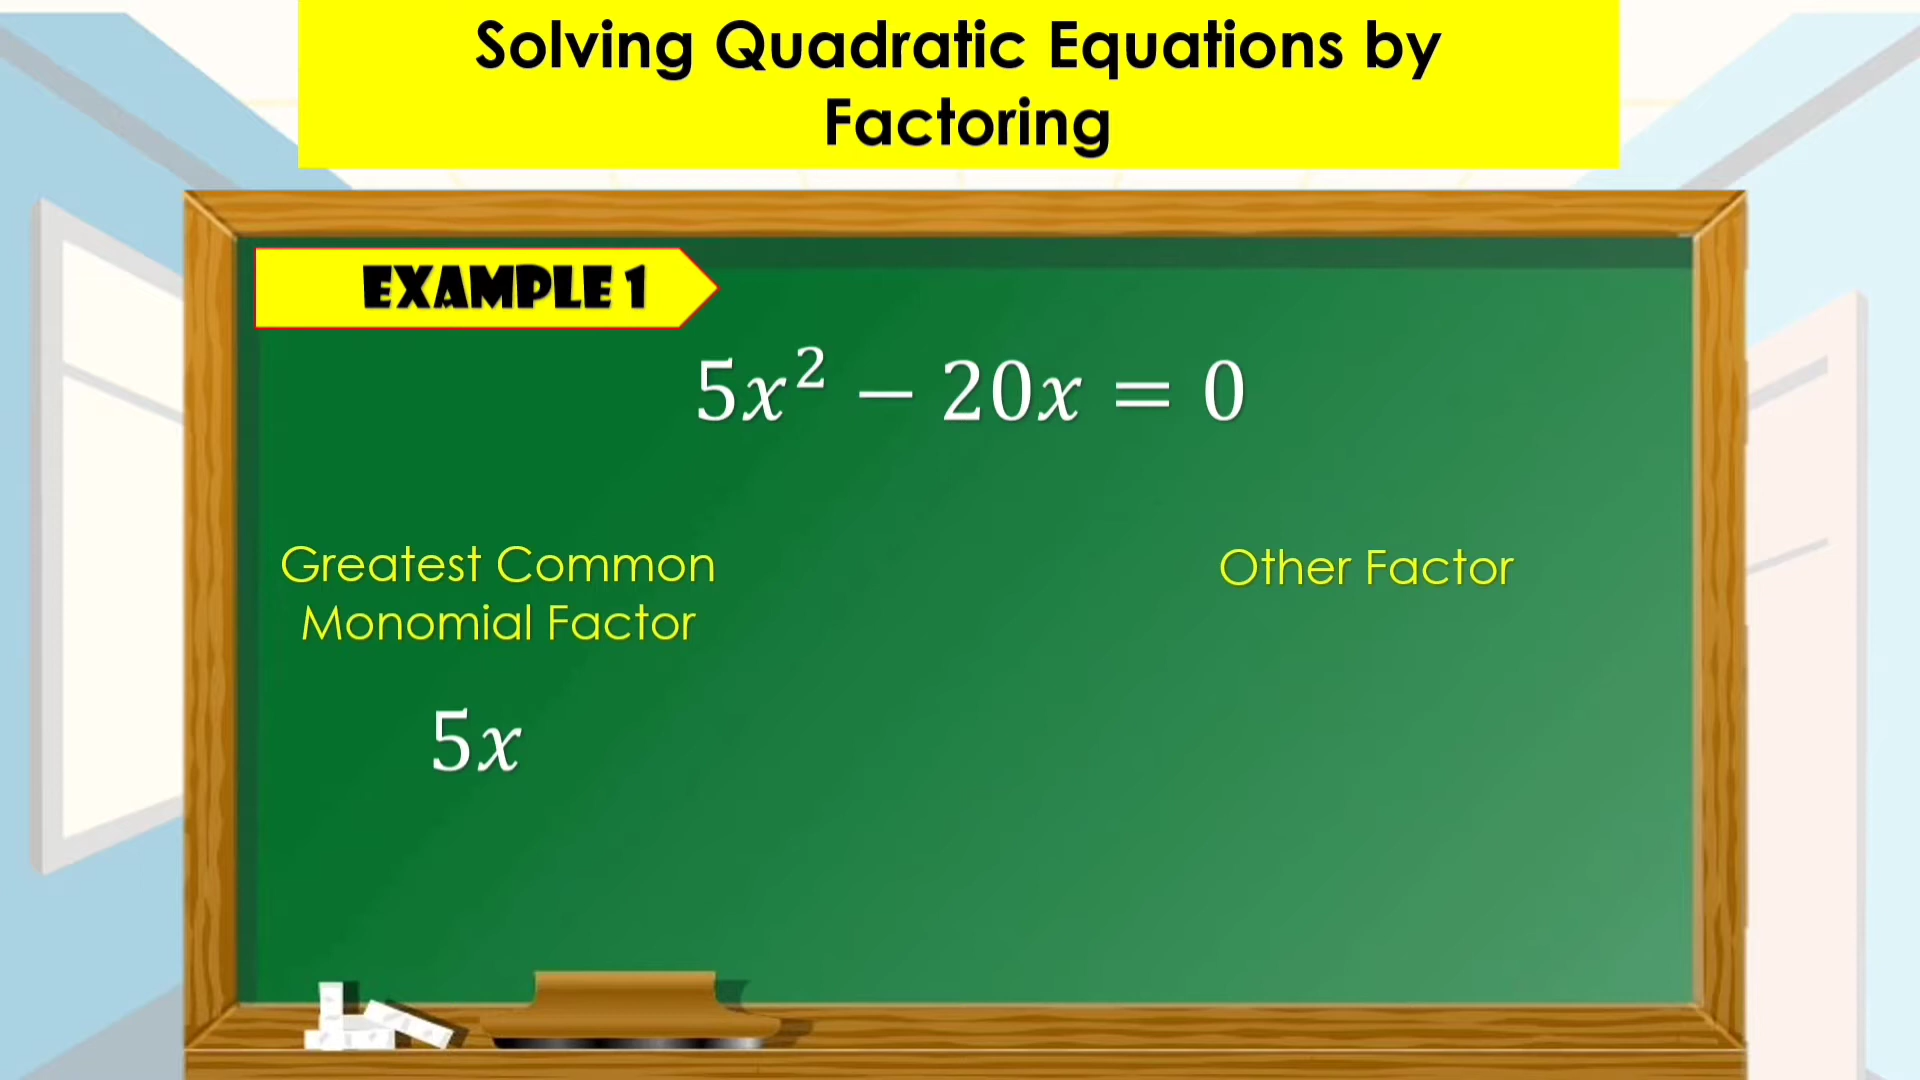 Solving Quadratic Equations by
Factoring
EXAMPLE 1
5x² − 20x = 0
Greatest Common
Monomial Factor
Other Factor
5x